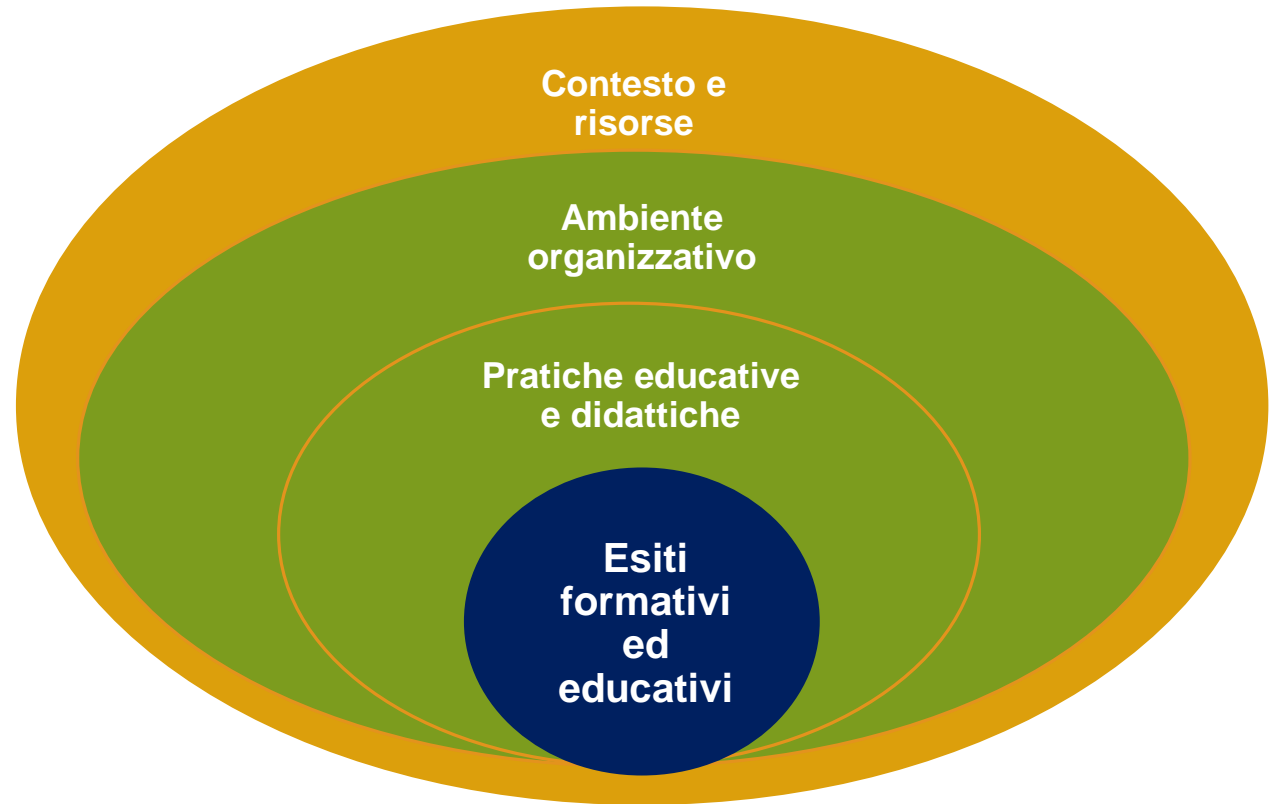 Contesto e
risorse
Ambiente
organizzativo
Pratiche educative
e didattiche
Esiti
formativi
ed
educativi